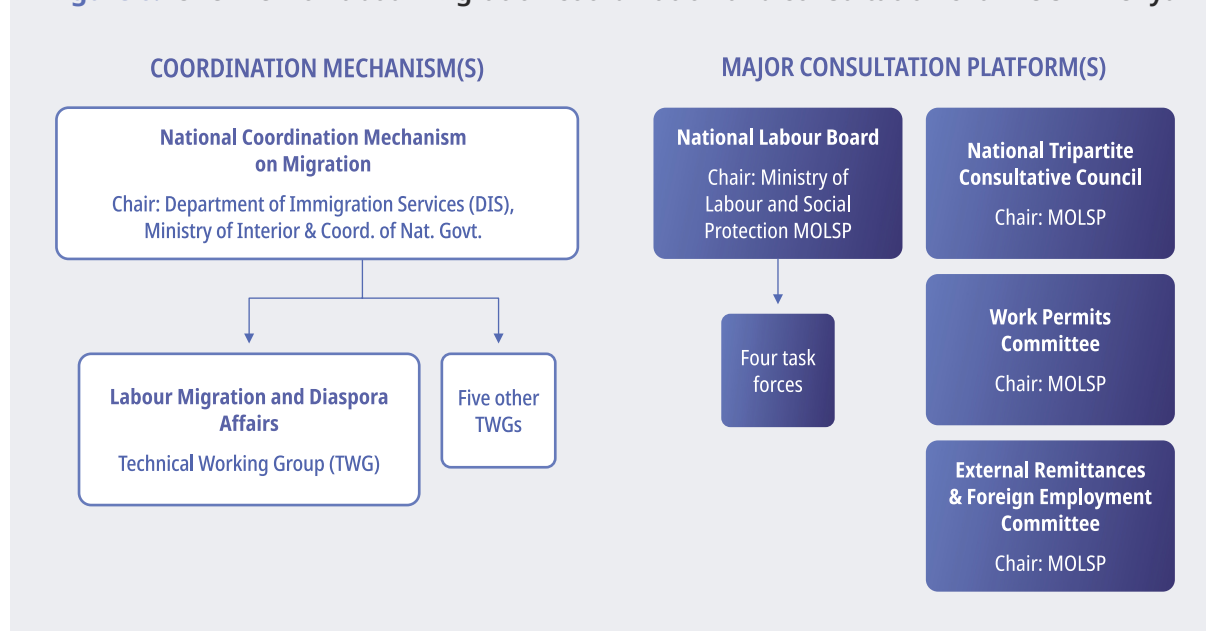 COORDINATION MECHANISM(S)
National Coordination Mechanism
on Migration
Chair: Department of Immigration Services (DIS),
Ministry of Interior & Coord. of Nat. Govt.
Labour Migration and Diaspora
Affairs
Technical Working Group (TWG)
Five other
TWGs
MAJOR CONSULTATION PLATFORM(S)
National Labour Board
Chair: Ministry of
Labour and Social
Protection MOLSP
Four task
forces
National Tripartite
Consultative Council
Chair: MOLSP
Work Permits
Committee
Chair: MOLSP
External Remittances
& Foreign Employment
Committee
Chair: MOLSP